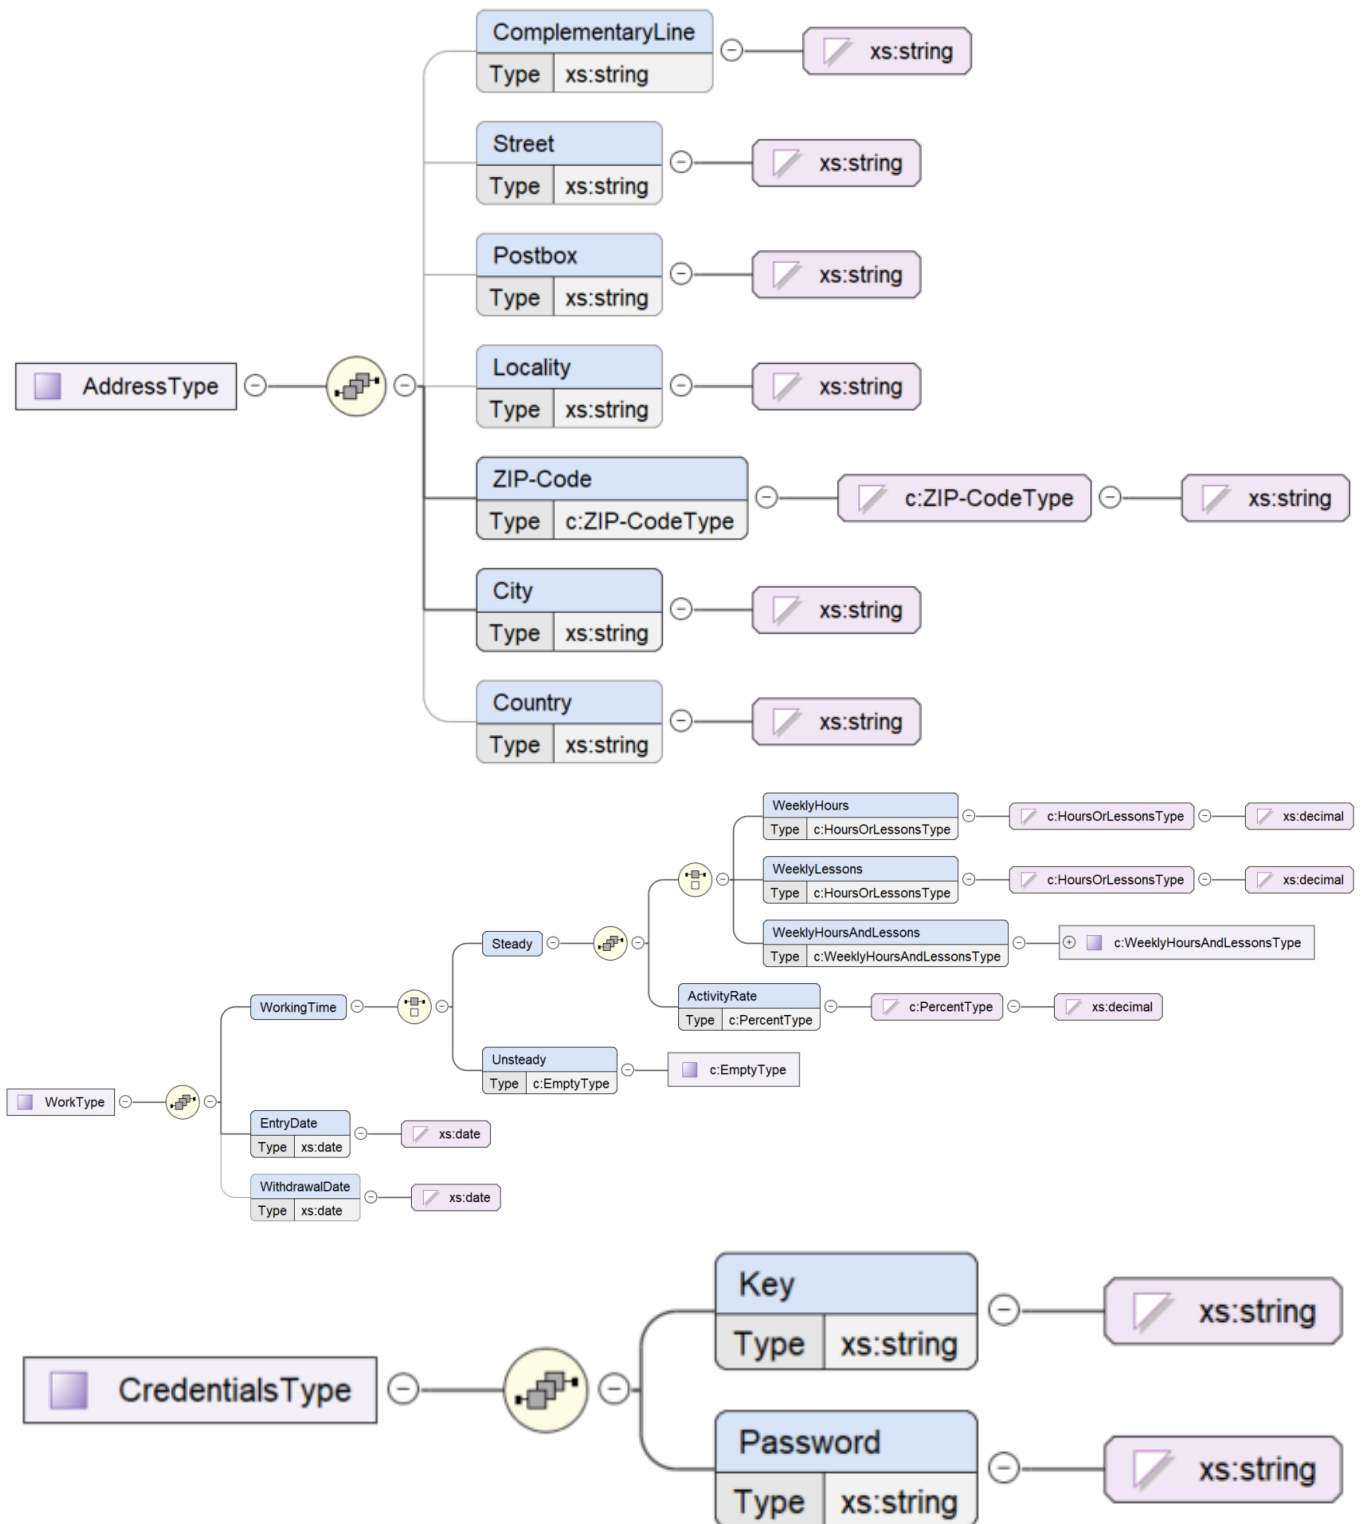 ComplementaryLine
Type xs:string
xs:string
Street
Type xs:string
xs:string
Postbox
Type xs:string
xs:string
Locality
Type xs:string
xs:string
AddressType
ZIP-Code
Type c:ZIP-CodeType
c:ZIP-CodeType
xs:string
City
Type xs:string
xs:string
Country
Type xs:string
xs:string
WeeklyHours
Type c:HoursOrLessonsType
c:HoursOrLessonsType
xs:decimal
WeeklyLessons
Type c:HoursOrLessonsType
c:HoursOrLessonsType
xs:decimal
WeeklyHoursAndLessons
Type c:WeeklyHoursAndLessonsType
c:WeeklyHoursAndLessonsType
Steady
ActivityRate
Type c:PercentType
c:PercentType
xs:decimal
WorkingTime
Unsteady
Type c:EmptyType
c:EmptyType
WorkType
EntryDate
Type xs:date
xs:date
WithdrawalDate
Type xs:date
xs:date
Key
Type xs:string
xs:string
CredentialsType
Password
Type xs:string
xs:string